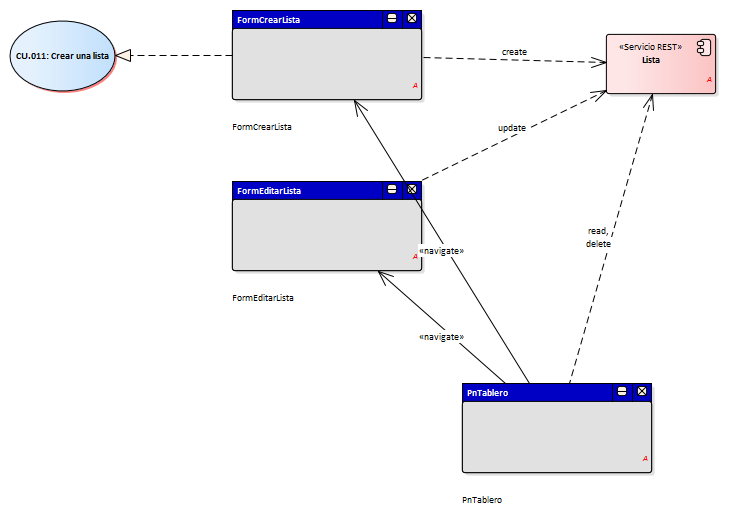 FormCrearLista
CU.011: Crear una lista
create
«Servicio REST»
Lista
A
A
FormCrearLista
update
FormEditarLista
«navigate»
A
read,
delete
FormEditarLista
«navigate»
PnTablero
A
PnTablero